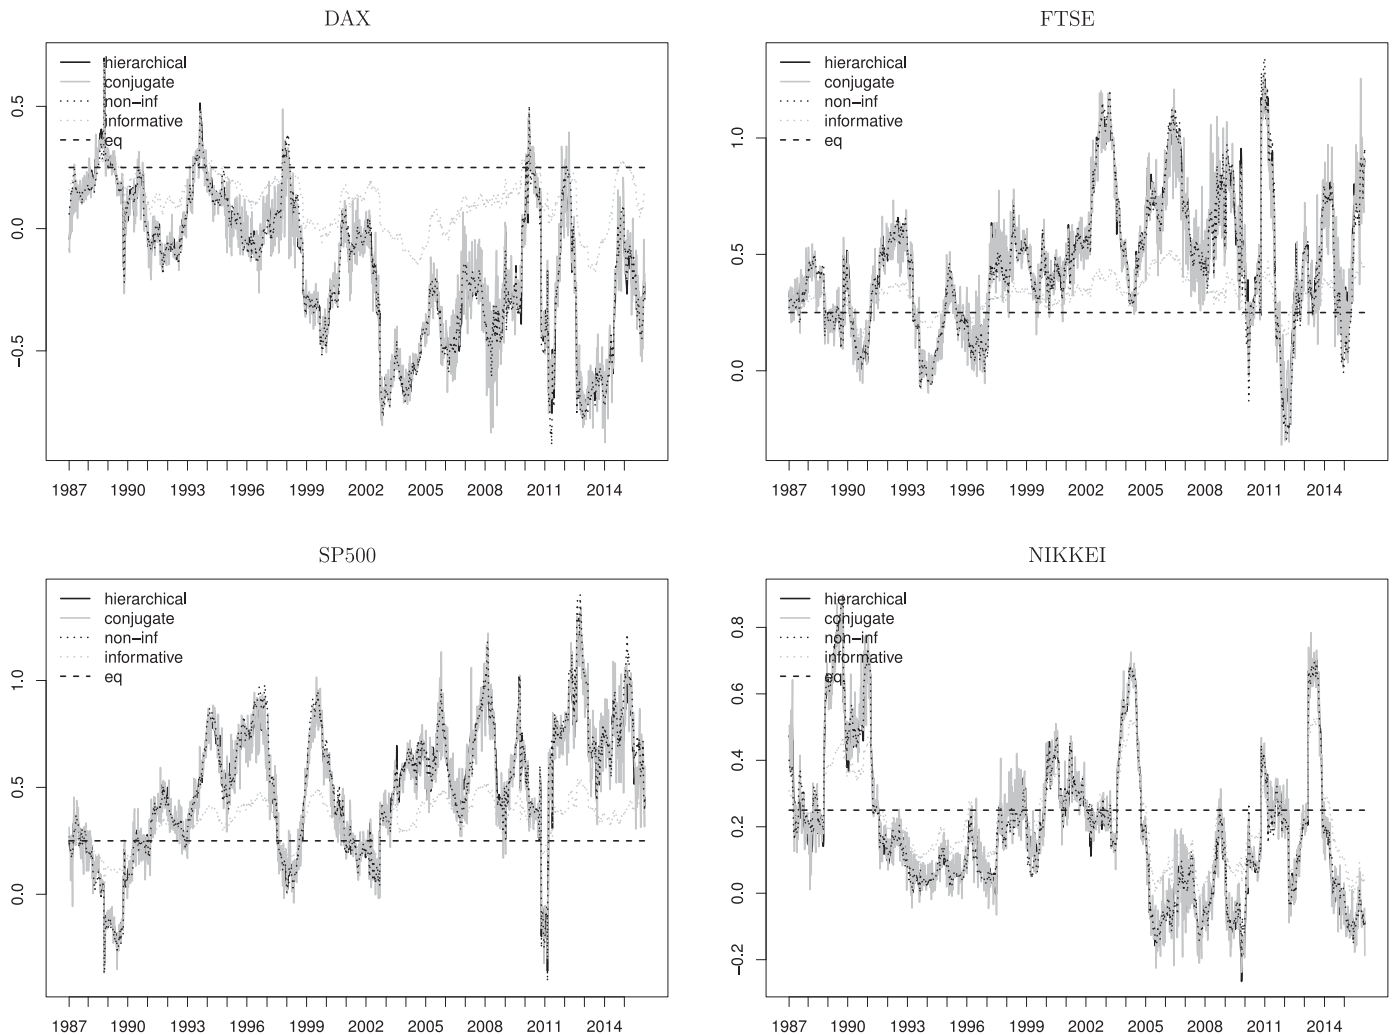 DAX
hierarchical
conjugate
non−inf
informative
eq
0.5
0.0
−0.5
1987 1990 1993 1996 1999 2002 2005 2008 2011 2014
FTSE
hierarchical
conjugate
non−inf
informative
eq
1.0
0.5
0.0
1987 1990 1993 1996 1999 2002 2005 2008 2011 2014
SP500
hierarchical
conjugate
non−inf
informative
eq
1.0
0.5
0.0
1987 1990 1993 1996 1999 2002 2005 2008 2011 2014
NIKKEI
hierarchical
conjugate
non−inf
informative
eq
0.8
0.6
0.4
0.2
0.0
−0.2
1987 1990 1993 1996 1999 2002 2005 2008 2011 2014